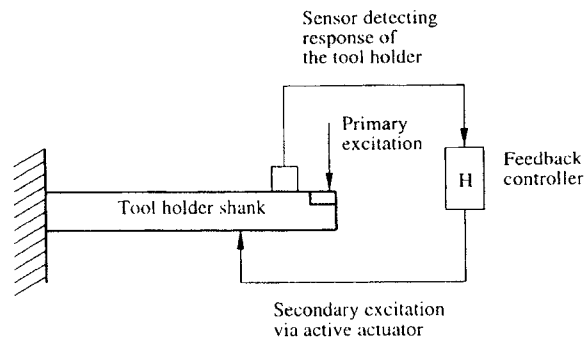 Sensor detecting
response of
the tool holder
Primary
excitation
Feedback
controller
H
Tool holder shank
Secondary excitation
via active actuator